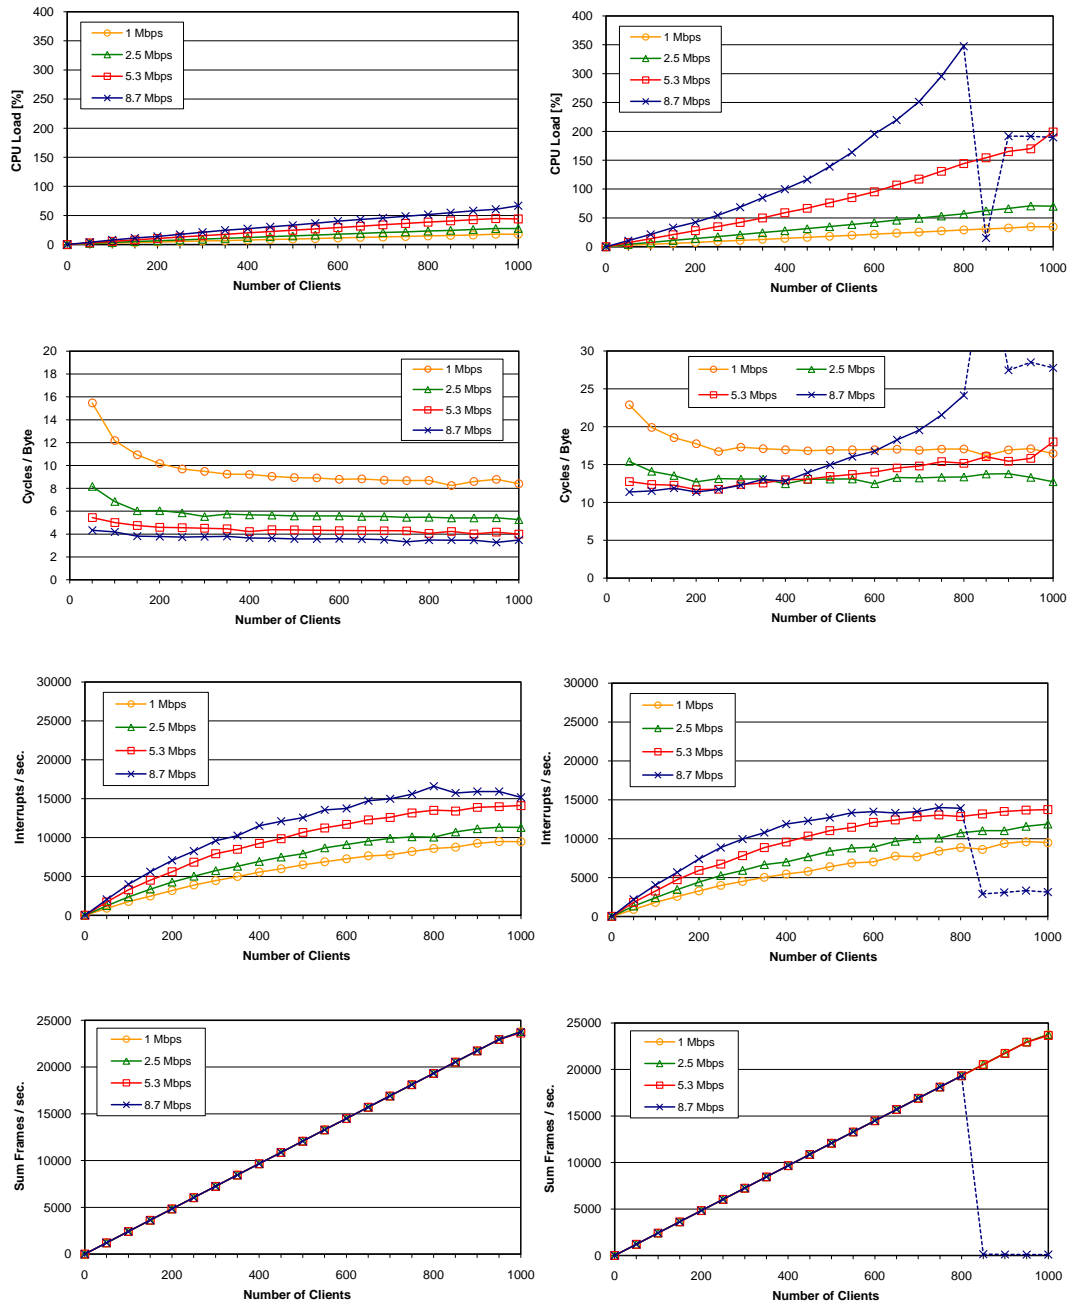 400
350
300
250
200
150
100
50
0
CPU Load [%]
1 Mbps
2.5 Mbps
5.3 Mbps
8.7 Mbps
0 200 400 600 800 1000
Number of Clients
400
350
300
250
200
150
100
50
0
CPU Load [%]
1 Mbps
2.5 Mbps
5.3 Mbps
8.7 Mbps
0 200 400 600 800 1000
Number of Clients
20
18
16
14
12
10
8
6
4
2
0
Cycles / Byte
1 Mbps
2.5 Mbps
5.3 Mbps
8.7 Mbps
0 200 400 600 800 1000
Number of Clients
30
25
20
15
10
5
0
Cycles / Byte
1 Mbps 2.5 Mbps
5.3 Mbps 8.7 Mbps
0 200 400 600 800 1000
Number of Clients
30000
25000
20000
15000
10000
5000
0
Interrupts / sec.
1 Mbps
2.5 Mbps
5.3 Mbps
8.7 Mbps
0 200 400 600 800 1000
Number of Clients
30000
25000
20000
15000
10000
5000
0
Interrupts / sec.
1 Mbps
2.5 Mbps
5.3 Mbps
8.7 Mbps
0 200 400 600 800 1000
Number of Clients
25000
20000
15000
10000
5000
0
Sum Frames / sec.
1 Mbps
2.5 Mbps
5.3 Mbps
8.7 Mbps
0 200 400 600 800 1000
Number of Clients
25000
20000
15000
10000
5000
0
Sum Frames / sec.
1 Mbps
2.5 Mbps
5.3 Mbps
8.7 Mbps
0 200 400 600 800 1000
Number of Clients